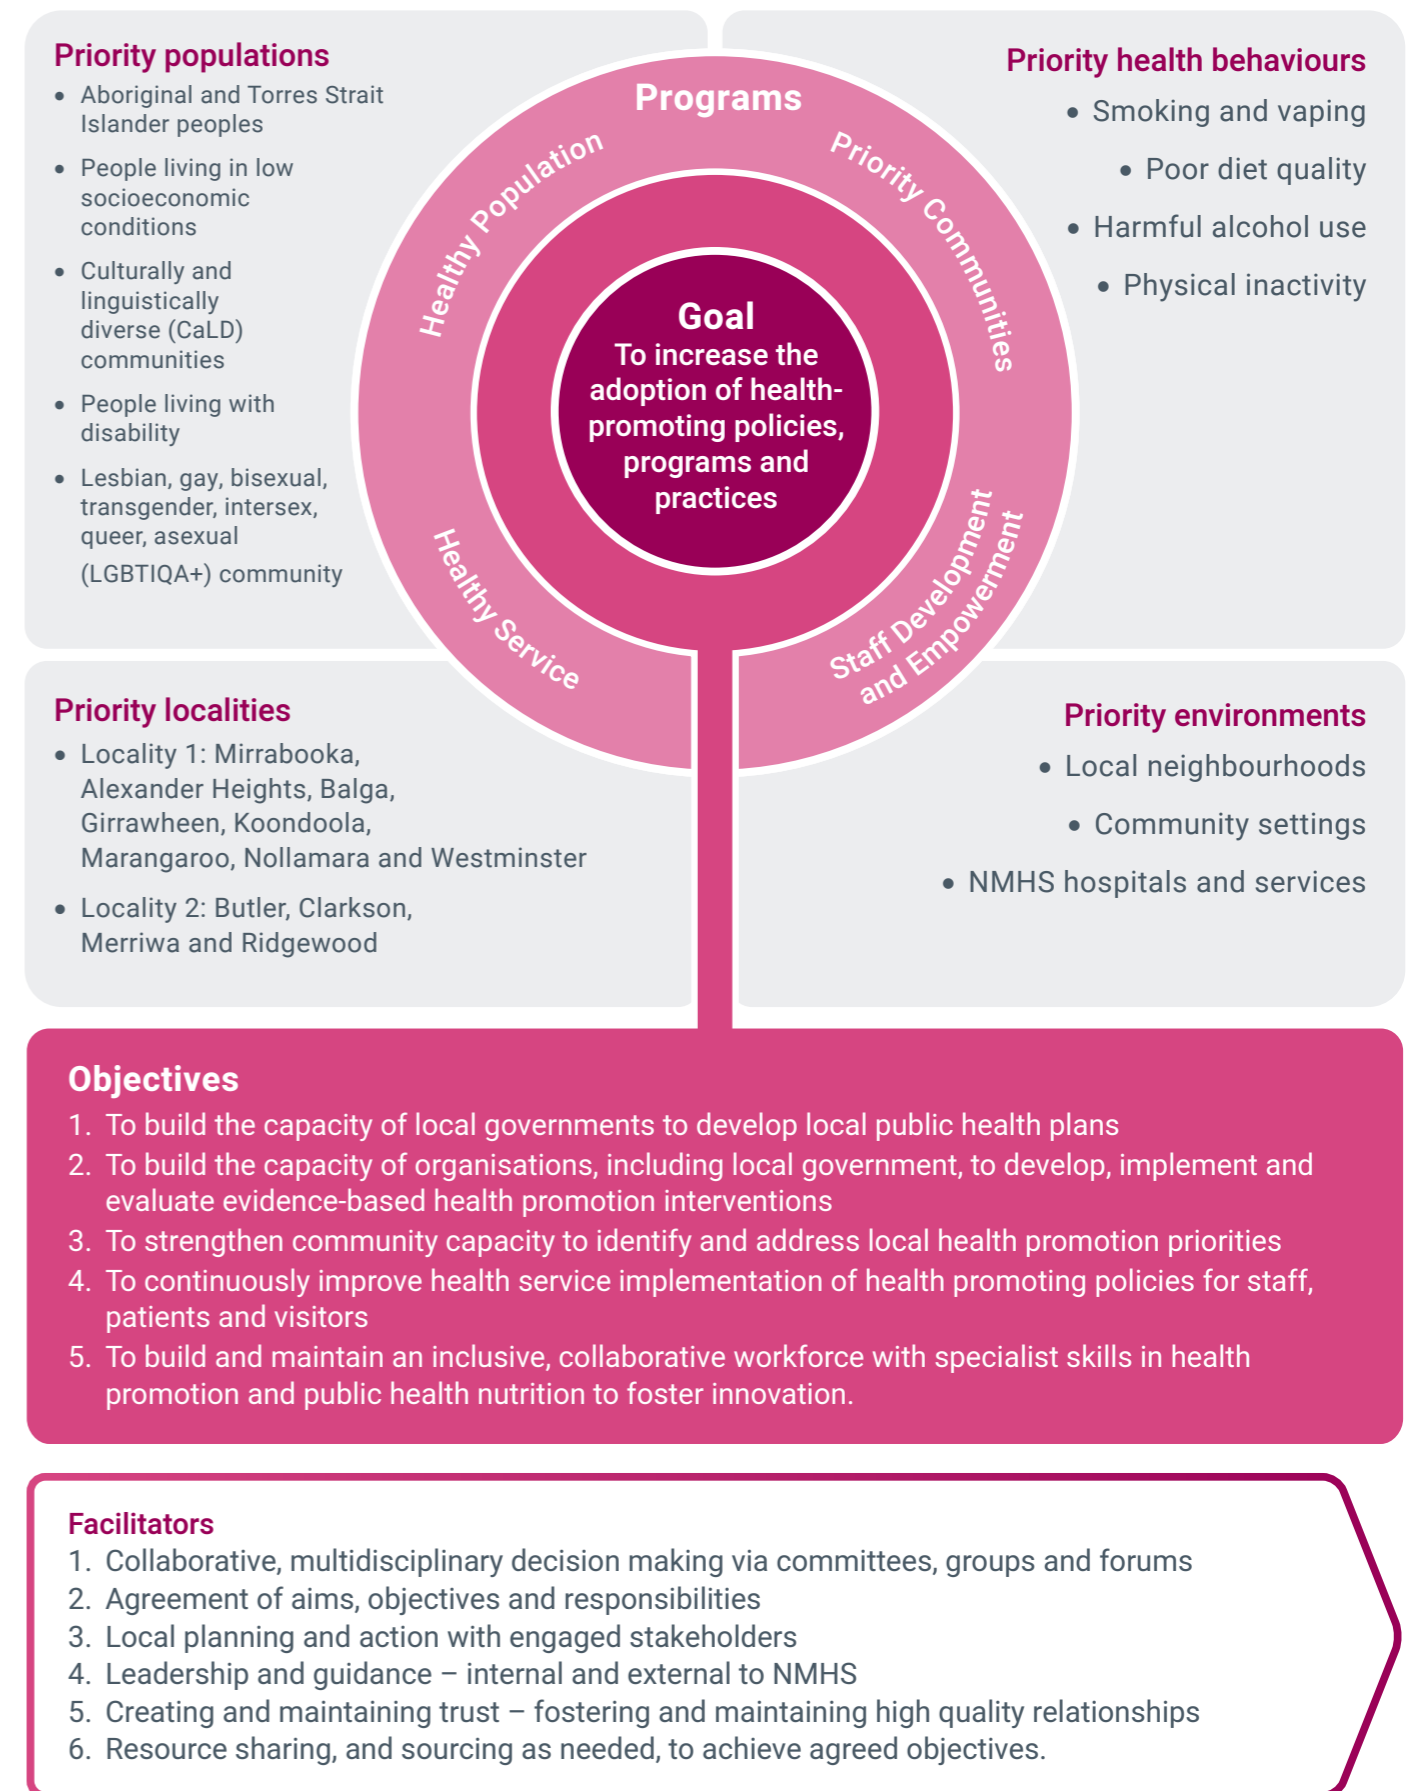 Priority populations
• Aboriginal and Torres Strait
Islander peoples
• People living in low
socioeconomic
conditions
• Culturally and
linguistically
diverse (CaLD)
communities
• People living with
disability
• Lesbian, gay, bisexual,
transgender, intersex,
queer, asexual
(LGBTIQA+) community
Programs
Healthy Population
Priority Communities
Healthy Service
Staff Development
and Empowerment
Goal
To increase the
adoption of health-
promoting policies,
programs and
practices
Priority health behaviours
• Smoking and vaping
• Poor diet quality
• Harmful alcohol use
• Physical inactivity
Priority localities
• Locality 1: Mirrabooka,
Alexander Heights, Balga,
Girrawheen, Koondoola,
Marangaroo, Nollamara and Westminster
• Locality 2: Butler, Clarkson,
Merriwa and Ridgewood
Priority environments
• Local neighbourhoods
• Community settings
• NMHS hospitals and services
Objectives
1. To build the capacity of local governments to develop local public health plans
2. To build the capacity of organisations, including local government, to develop, implement and
evaluate evidence-based health promotion interventions
3. To strengthen community capacity to identify and address local health promotion priorities
4. To continuously improve health service implementation of health promoting policies for staff,
patients and visitors
5. To build and maintain an inclusive, collaborative workforce with specialist skills in health
promotion and public health nutrition to foster innovation.
Facilitators
1. Collaborative, multidisciplinary decision making via committees, groups and forums
2. Agreement of aims, objectives and responsibilities
3. Local planning and action with engaged stakeholders
4. Leadership and guidance – internal and external to NMHS
5. Creating and maintaining trust – fostering and maintaining high quality relationships
6. Resource sharing, and sourcing as needed, to achieve agreed objectives.